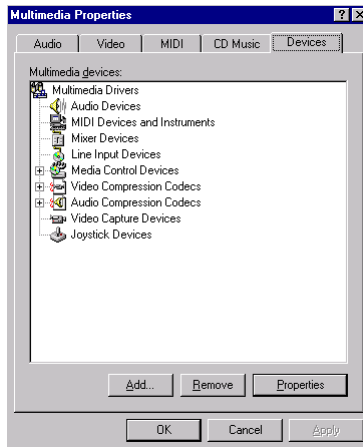 Multimedia Properties
Audio Video MIDI CD Music Devices
Multimedia devices:
Multimedia Drivers
Audio Devices
MIDI Devices and Instruments
Mixer Devices
Line Input Devices
Media Control Devices
Video Compression Codecs
Audio Compression Codecs
Video Capture Devices
Joystick Devices
Add... Remove Properties
OK Cancel Apply